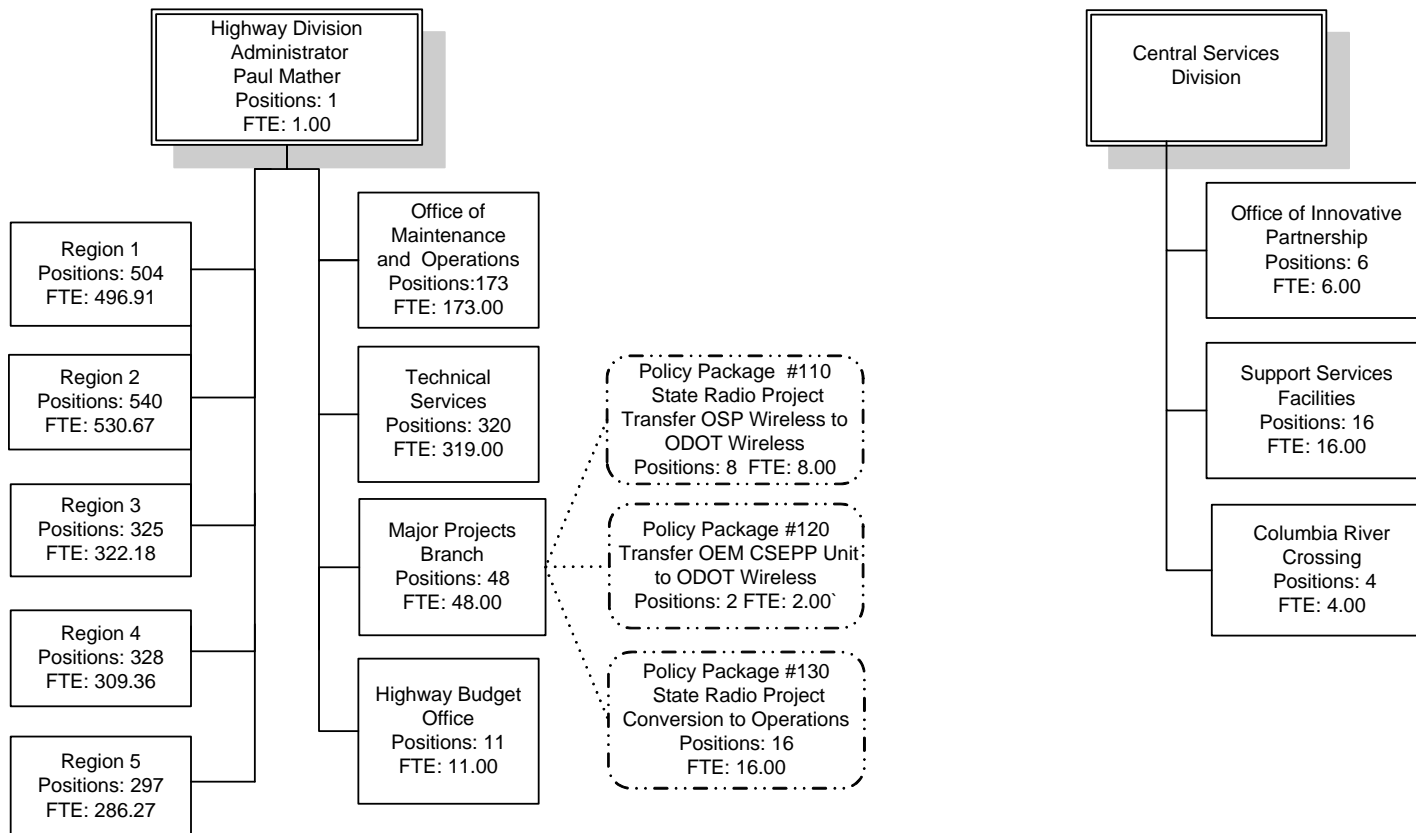 Highway Division
Administrator
Paul Mather
Positions: 1
FTE: 1.00
Central Services
Division
Region 1
Positions: 504
FTE: 496.91
Region 2
Positions: 540
FTE: 530.67
Region 3
Positions: 325
FTE: 322.18
Region 4
Positions: 328
FTE: 309.36
Region 5
Positions: 297
FTE: 286.27
Office of
Maintenance
and Operations
Positions:173
FTE: 173.00
Technical
Services
Positions: 320
FTE: 319.00
Major Projects
Branch
Positions: 48
FTE: 48.00
Highway Budget
Office
Positions: 11
FTE: 11.00
Policy Package #110
State Radio Project
Transfer OSP Wireless to
ODOT Wireless
Positions: 8 FTE: 8.00
Policy Package #120
Transfer OEM CSEPP Unit
to ODOT Wireless
Positions: 2 FTE: 2.00`
Policy Package #130
State Radio Project
Conversion to Operations
Positions: 16
FTE: 16.00
Office of Innovative
Partnership
Positions: 6
FTE: 6.00
Support Services
Facilities
Positions: 16
FTE: 16.00
Columbia River
Crossing
Positions: 4
FTE: 4.00